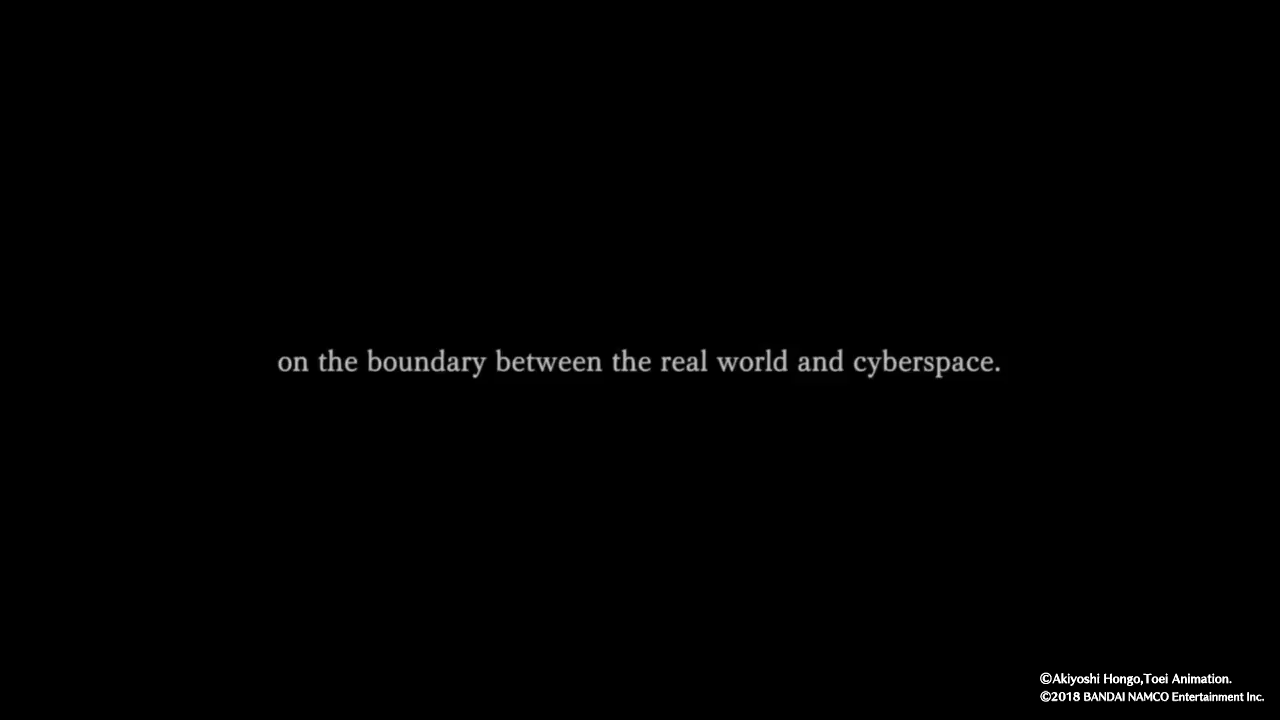 on the boundary between the real world and cyberspace.
©Akiyoshi Hongo,Toei Animation.
©2018 BANDAI NAMCO Entertainment Inc.